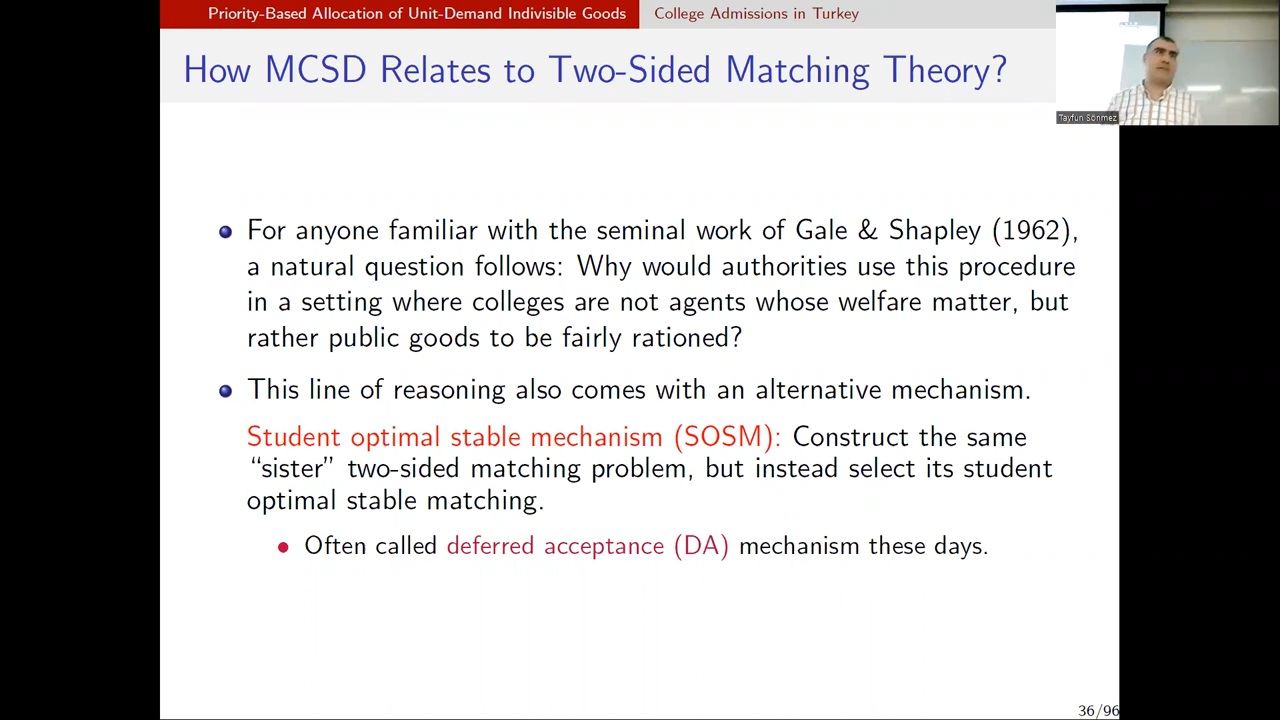 Priority-Based Allocation of Unit-Demand Indivisible Goods
College Admissions in Turkey
How MCSD Relates to Two-Sided Matching Theory?
Tayfun Sönmez
For anyone familiar with the seminal work of Gale & Shapley (1962),
a natural question follows: Why would authorities use this procedure
in a setting where colleges are not agents whose welfare matter, but
rather public goods to be fairly rationed?
This line of reasoning also comes with an alternative mechanism.
Student optimal stable mechanism (SOSM): Construct the same
“sister” two-sided matching problem, but instead select its student
optimal stable matching.
Often called deferred acceptance (DA) mechanism these days.
36/96